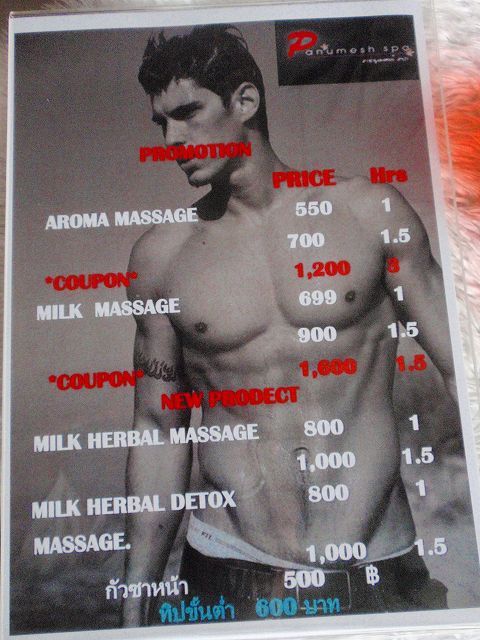 Panumesh spa
PROMOTION
PRICE Hrs
AROMA MASSAGE 550 1
700 1.5
*COUPON* 1,200 3
MILK MASSAGE 699 1
900 1.5
*COUPON* 1,600 1.5
NEW PRODECT
MILK HERBAL MASSAGE 800 1
1,000 1.5
MILK HERBAL DETOX 800 1
MASSAGE. 1,000 1.5
กัวซาหน้า 500 ฿
ทิปขั้นต่ำ 600 บาท